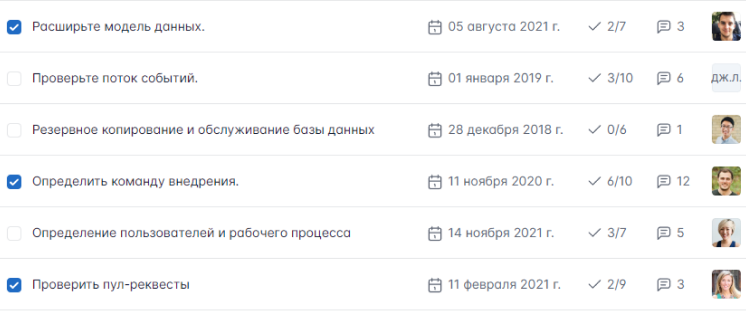 Расширьте модель данных. 05 августа 2021 г. 2/7 3
Проверьте поток событий. 01 января 2019 г. 3/10 6 дж.л.
Резервное копирование и обслуживание базы данных 28 декабря 2018 г. 0/6 1
Определить команду внедрения. 11 ноября 2020 г. 6/10 12
Определение пользователей и рабочего процесса 14 ноября 2021 г. 3/7 5
Проверить пул-реквесты 11 февраля 2021 г. 2/9 3